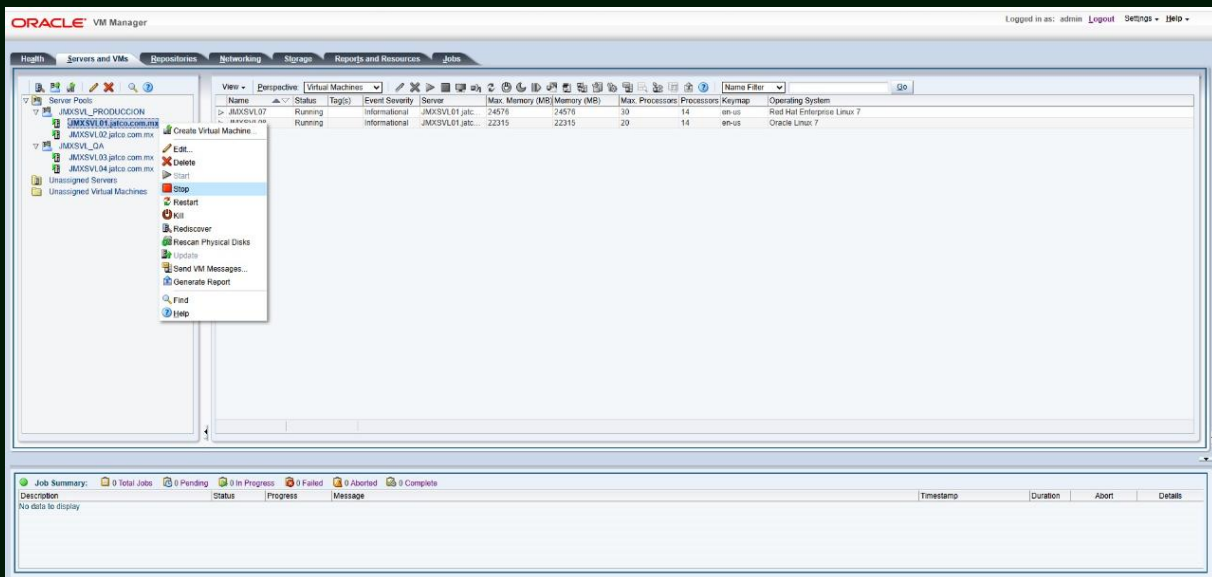 ORACLE VM Manager
Logged in as: admin Logout Settings Help
Health Servers and VMs Repositories Networking Storage Reports and Resources Jobs
View Perspective: Virtual Machines Name Filter Go
Server Pools
JMXSVL_PRODUCCION
JMXSVL01.jatco.com.mx
JMXSVL02.jatco.com.mx
JMXSVL_QA
JMXSVL03.jatco.com.mx
JMXSVL04.jatco.com.mx
Unassigned Servers
Unassigned Virtual Machines
Create Virtual Machine...
Edit...
Delete
Start
Stop
Restart
Kill
Rediscover
Rescan Physical Disks
Update
Send VM Messages...
Generate Report
Find
Help
Name Status Tag(s) Event Severity Server Max. Memory (MB) Memory (MB) Max. Processors Processors Keymap Operating System
JMXSVL07 Running Informational JMXSVL01.jatc... 24576 24576 30 14 en-us Red Hat Enterprise Linux 7
JMXSVL08 Running Informational JMXSVL01.jatc... 22315 22315 20 14 en-us Oracle Linux 7
Job Summary: 0 Total Jobs 0 Pending 0 In Progress 0 Failed 0 Aborted 0 Complete
Description Status Progress Message Timestamp Duration Abort Details
No data to display